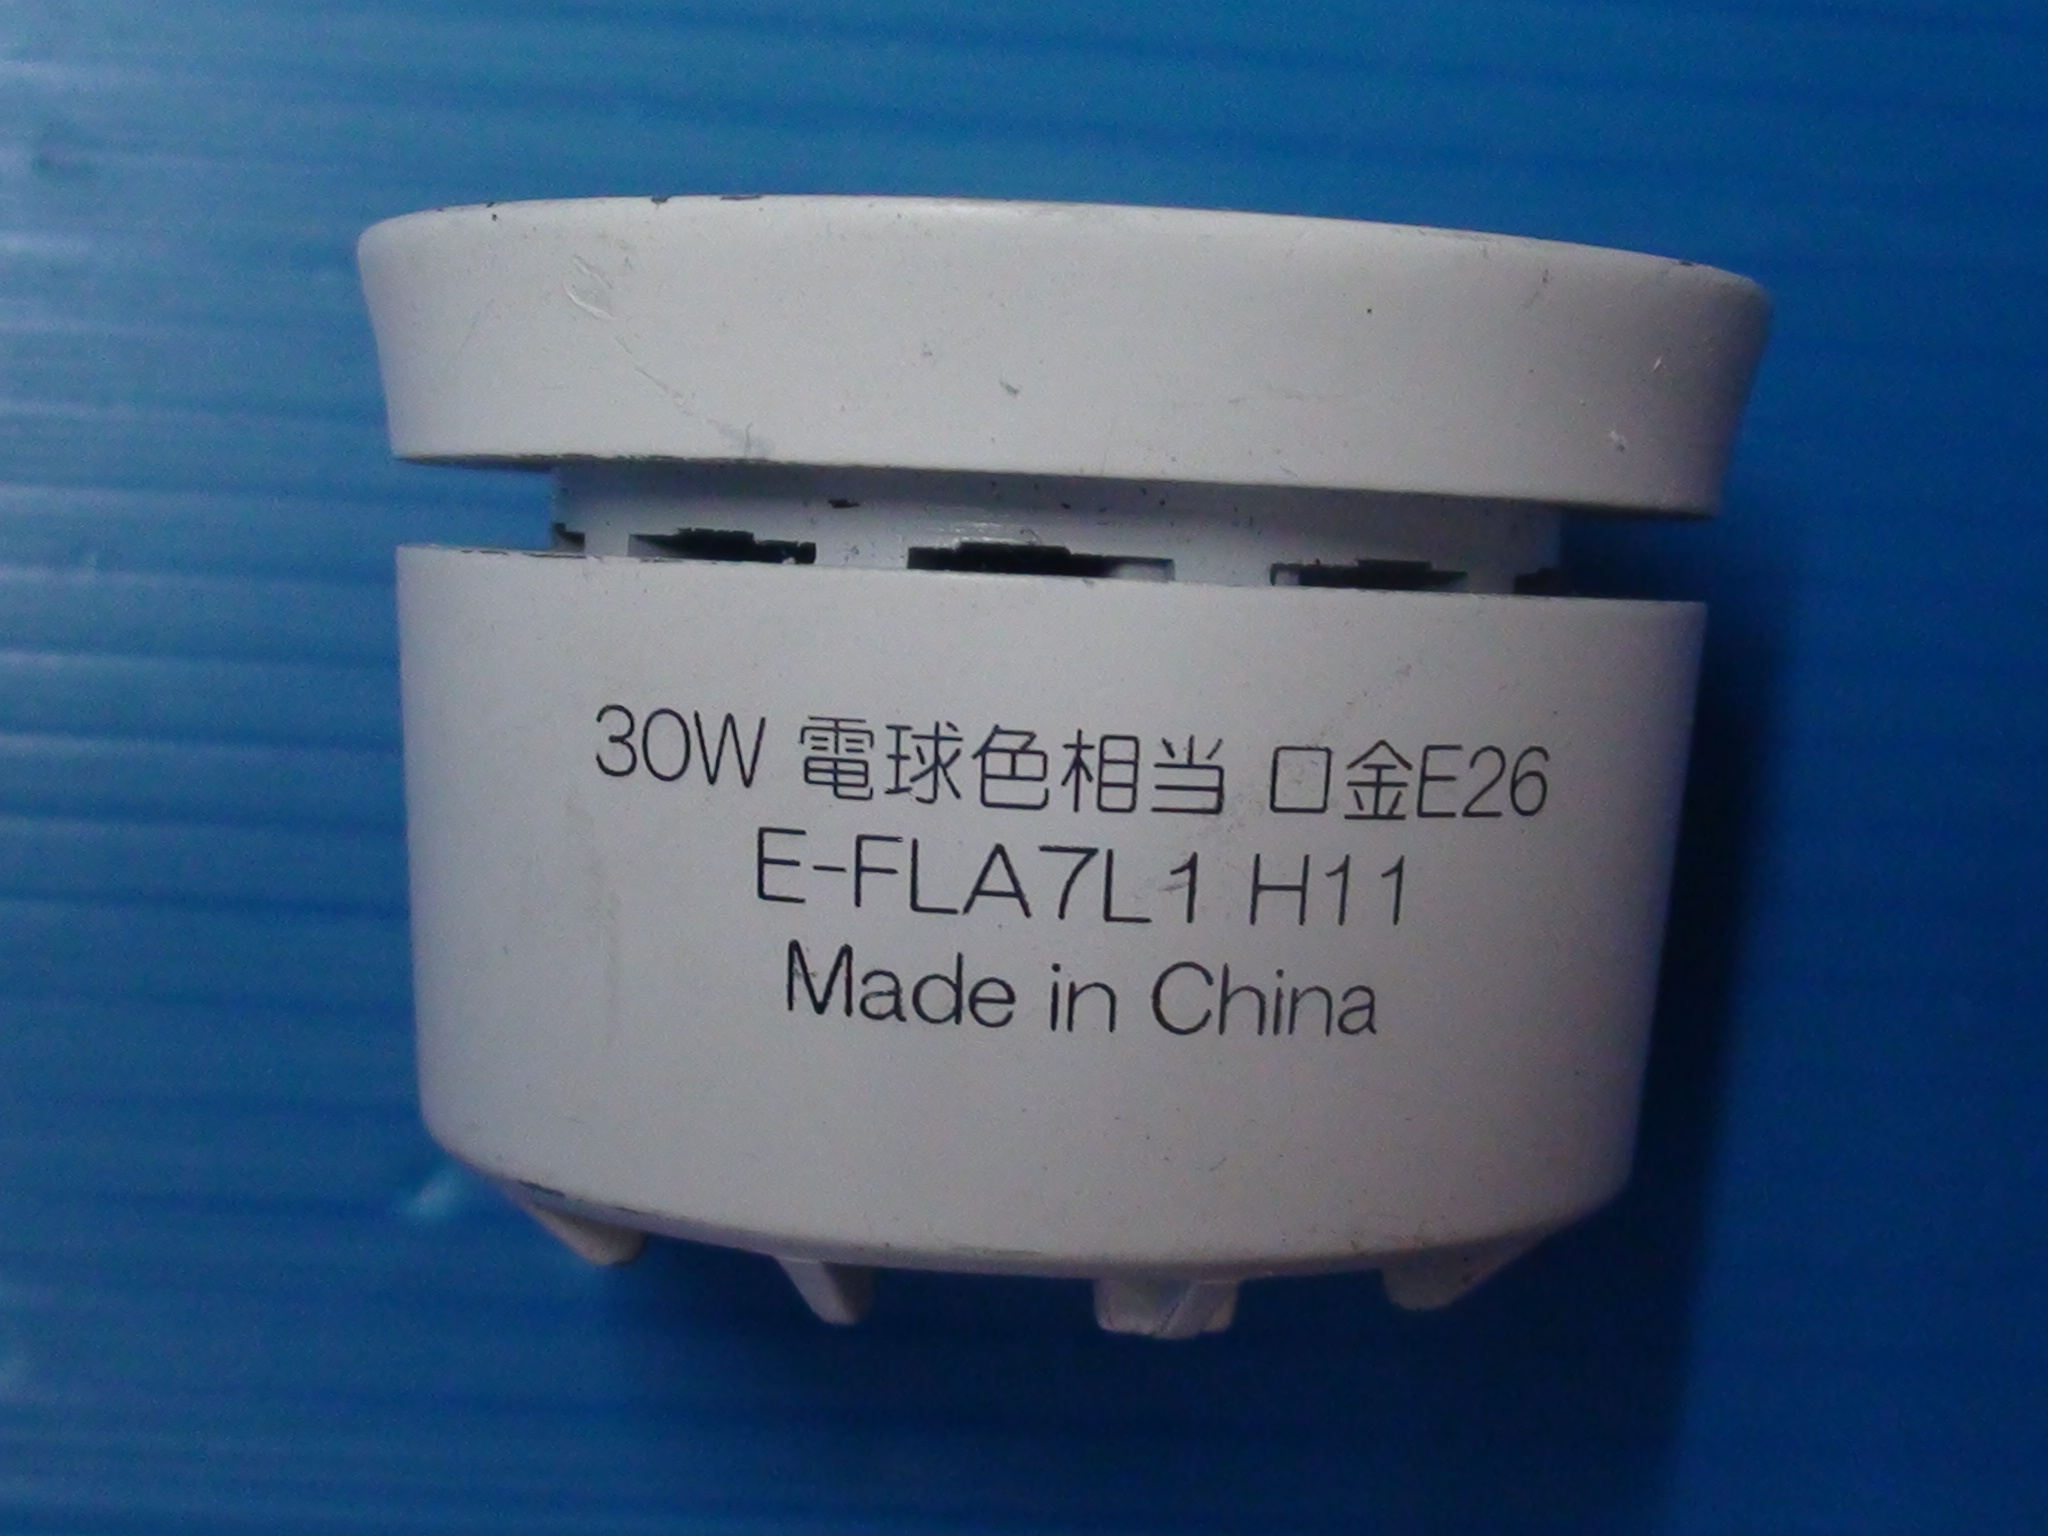 30W 電球色相当 口金E26
E-FLA7L1 H11
Made in China